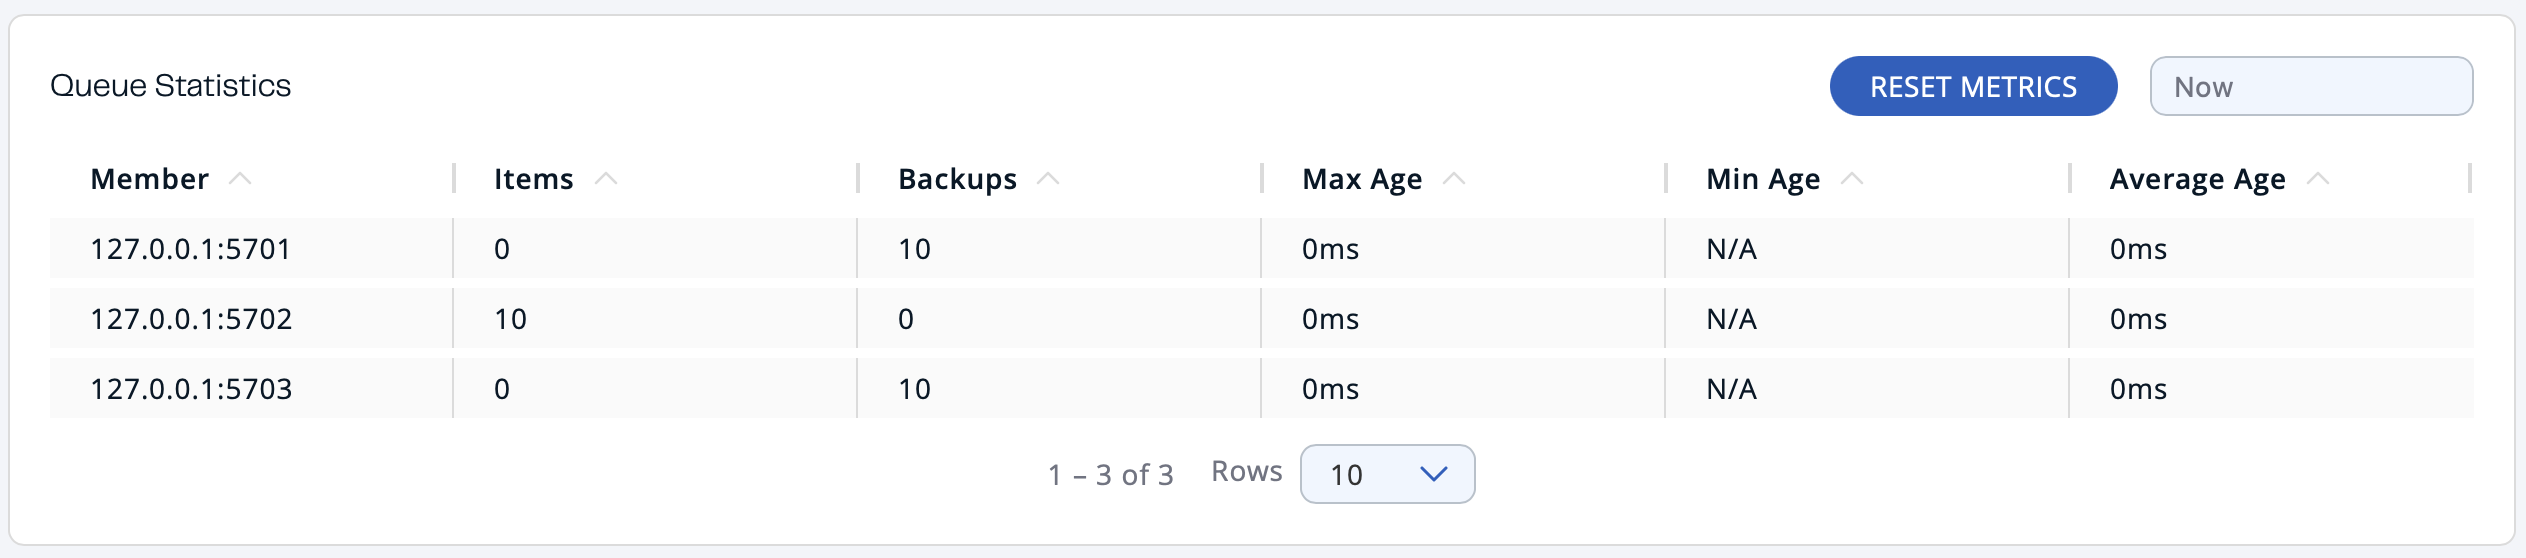 Queue Statistics RESET METRICS Now
Member Items Backups Max Age Min Age Average Age
127.0.0.1:5701 0 10 0ms N/A 0ms
127.0.0.1:5702 10 0 0ms N/A 0ms
127.0.0.1:5703 0 10 0ms N/A 0ms
1 – 3 of 3 Rows 10